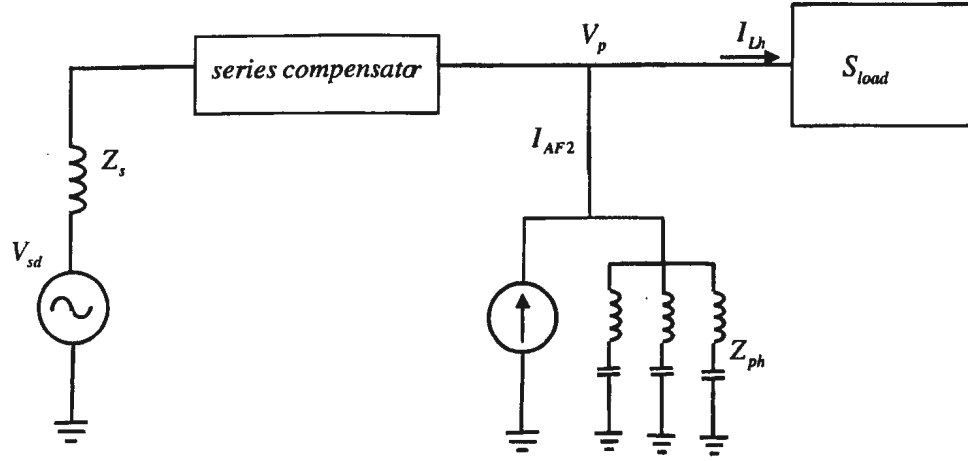 series compensator
V_p
I_Lh
S_load
I_AF2
Z_s
V_sd
Z_ph